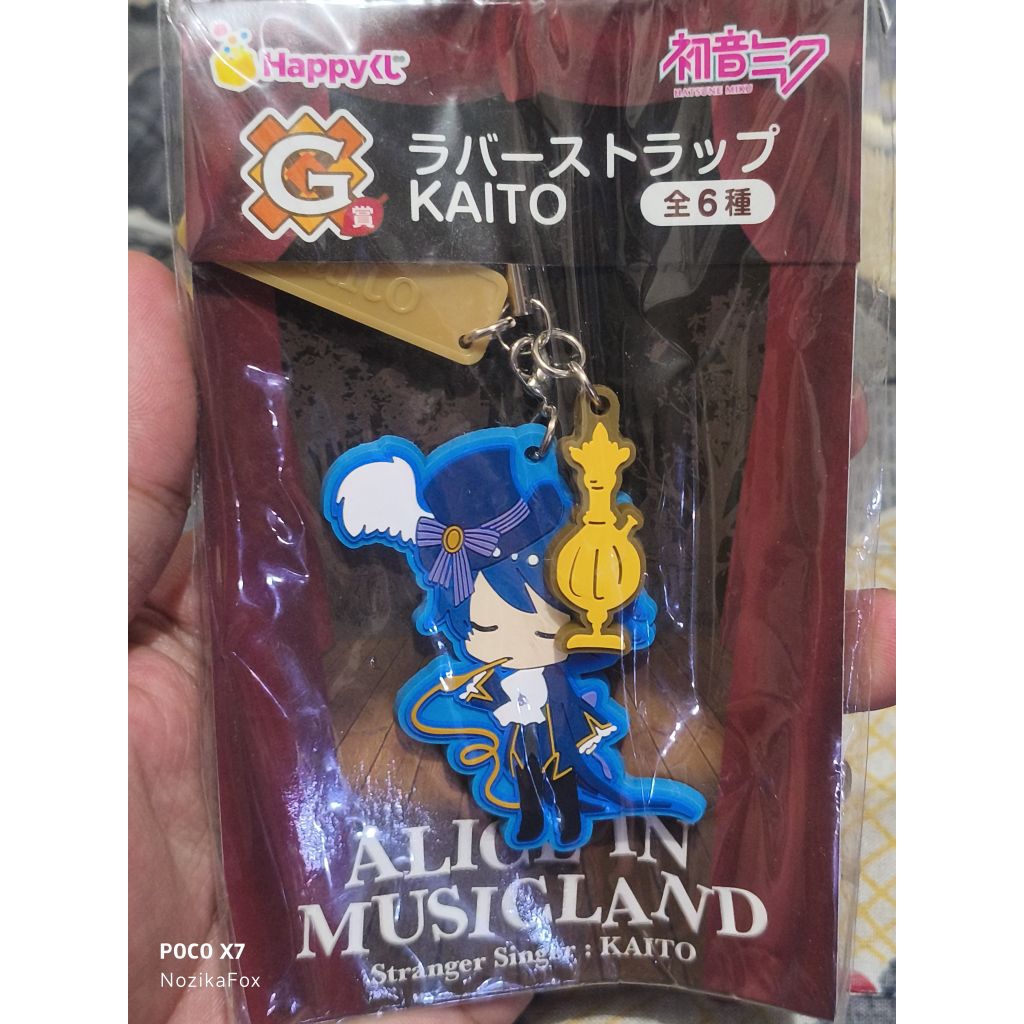 Happyくじ
初音ミク
HATSUNE MIKU
G賞
ラバーストラップ
KAITO
全6種
ALICE IN
MUSICLAND
Stranger Singer : KAITO
POCO X7
NozikaFox